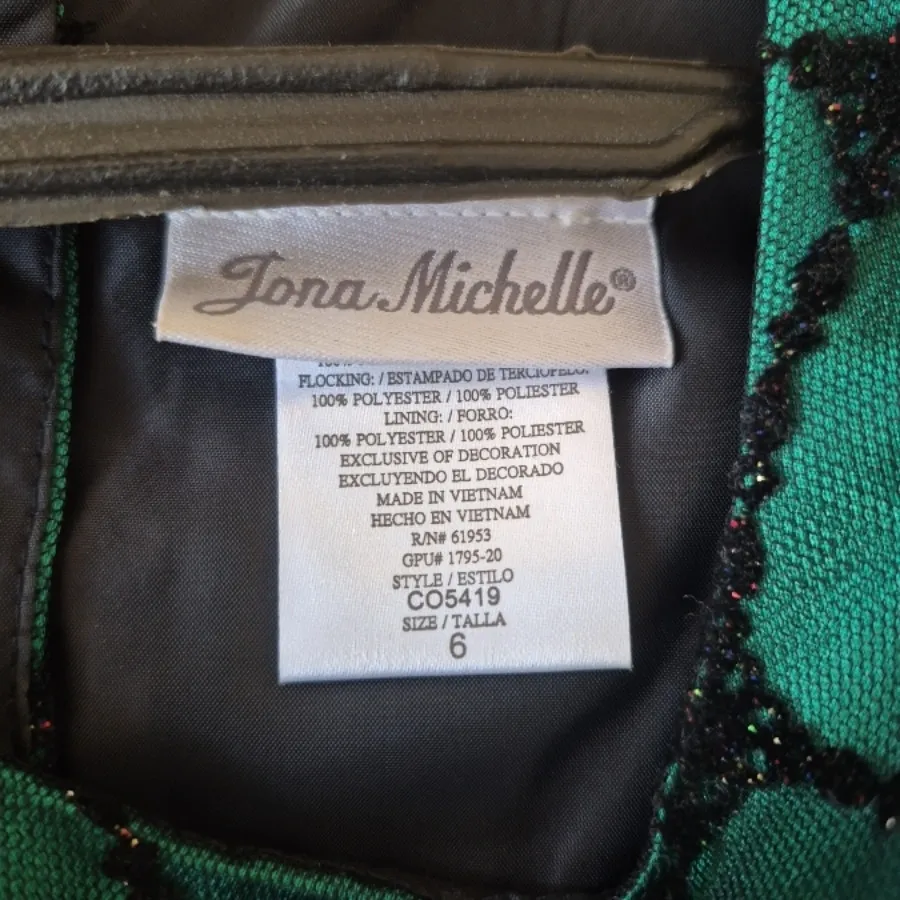 Jona Michelle®
FLOCKING: / ESTAMPADO DE TERCIOPELO:
100% POLYESTER / 100% POLIESTER
LINING: / FORRO:
100% POLYESTER / 100% POLIESTER
EXCLUSIVE OF DECORATION
EXCLUYENDO EL DECORADO
MADE IN VIETNAM
HECHO EN VIETNAM
R/N# 61953
GPU# 1795-20
STYLE / ESTILO
CO5419
SIZE / TALLA
6